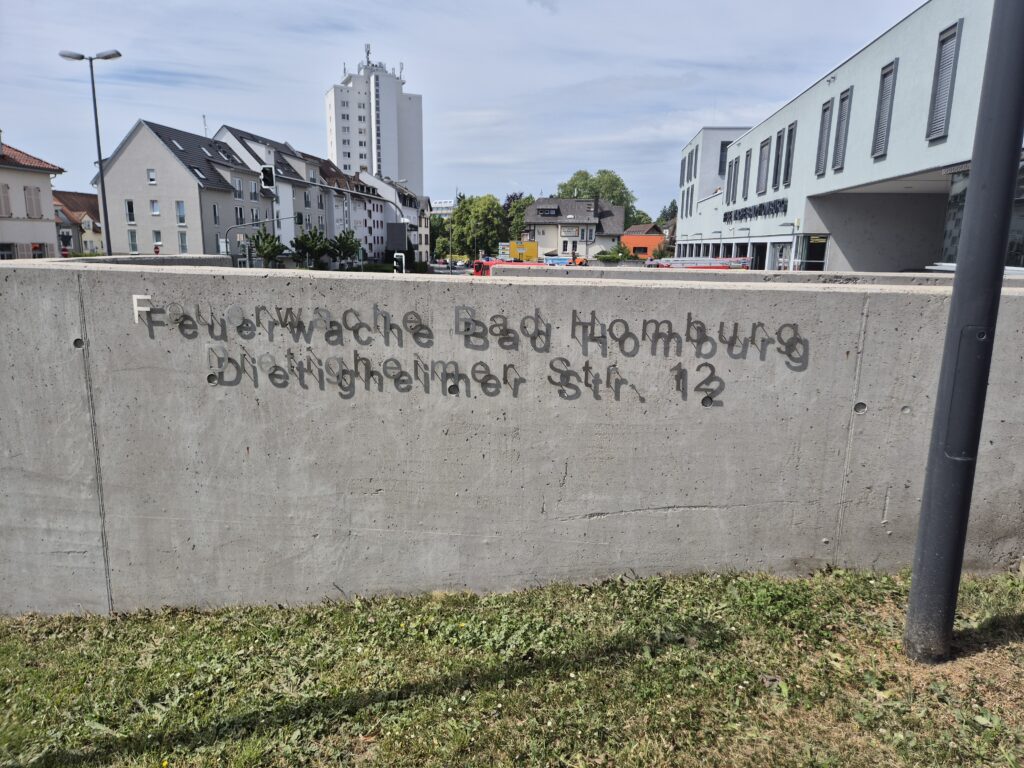 Feuerwache Bad Homburg
Dietigheimer Str. 12